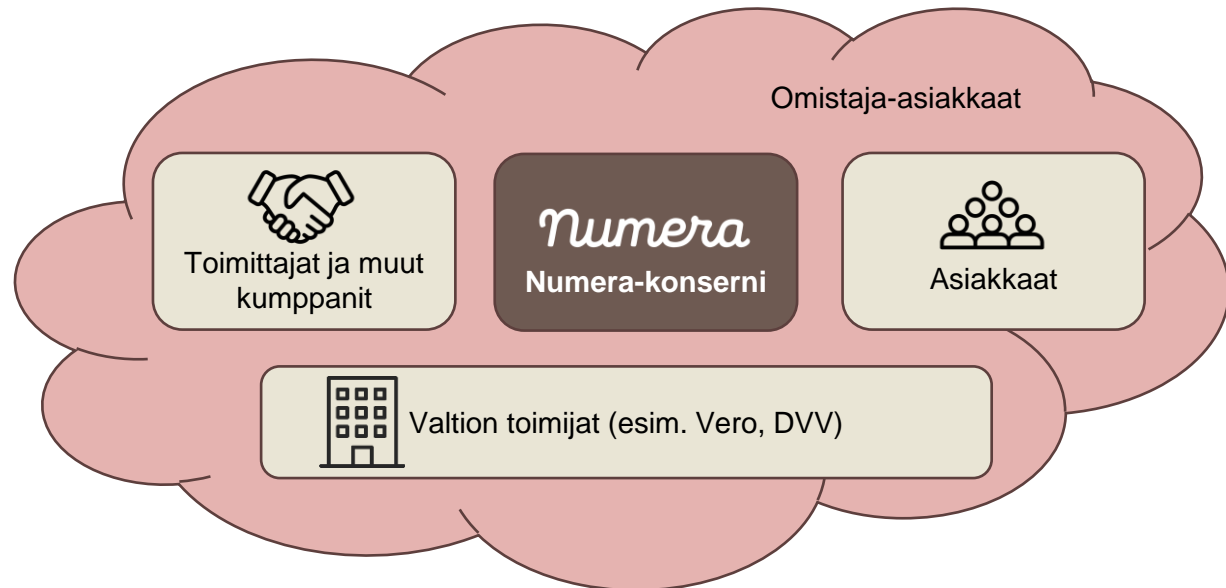 Omistaja-asiakkaat
Toimittajat ja muut
kumppanit
Numera
Numera-konserni
Asiakkaat
Valtion toimijat (esim. Vero, DVV)